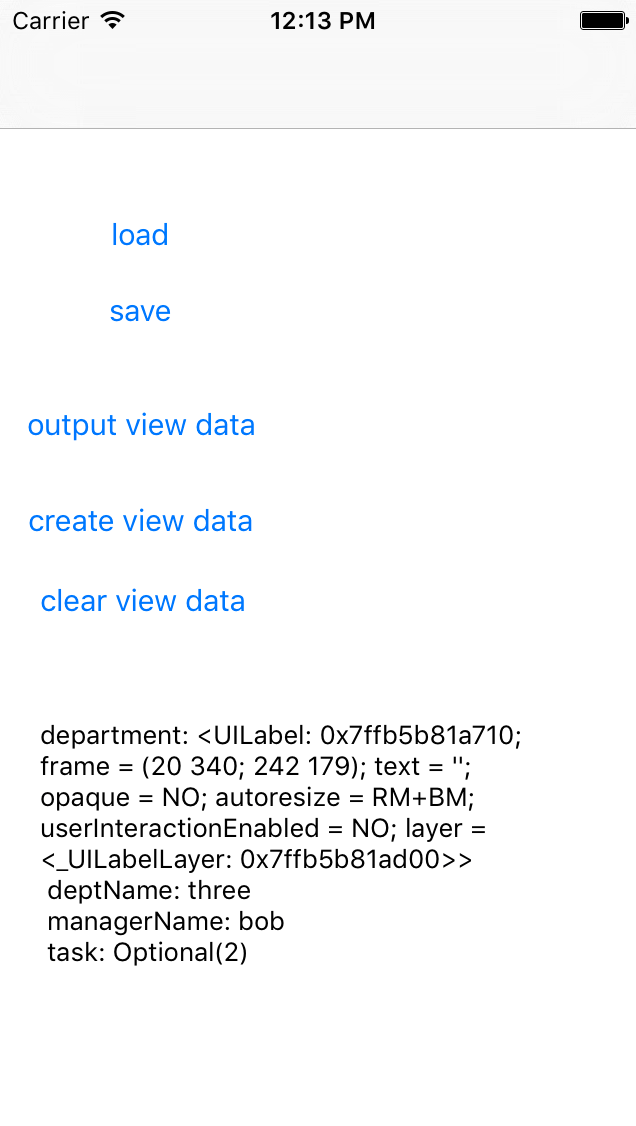 Carrier 12:13 PM
load
save
output view data
create view data
clear view data
department: <UILabel: 0x7ffb5b81a710;
frame = (20 340; 242 179); text = '';
opaque = NO; autoresize = RM+BM;
userInteractionEnabled = NO; layer =
<_UILabelLayer: 0x7ffb5b81ad00>>
deptName: three
managerName: bob
task: Optional(2)